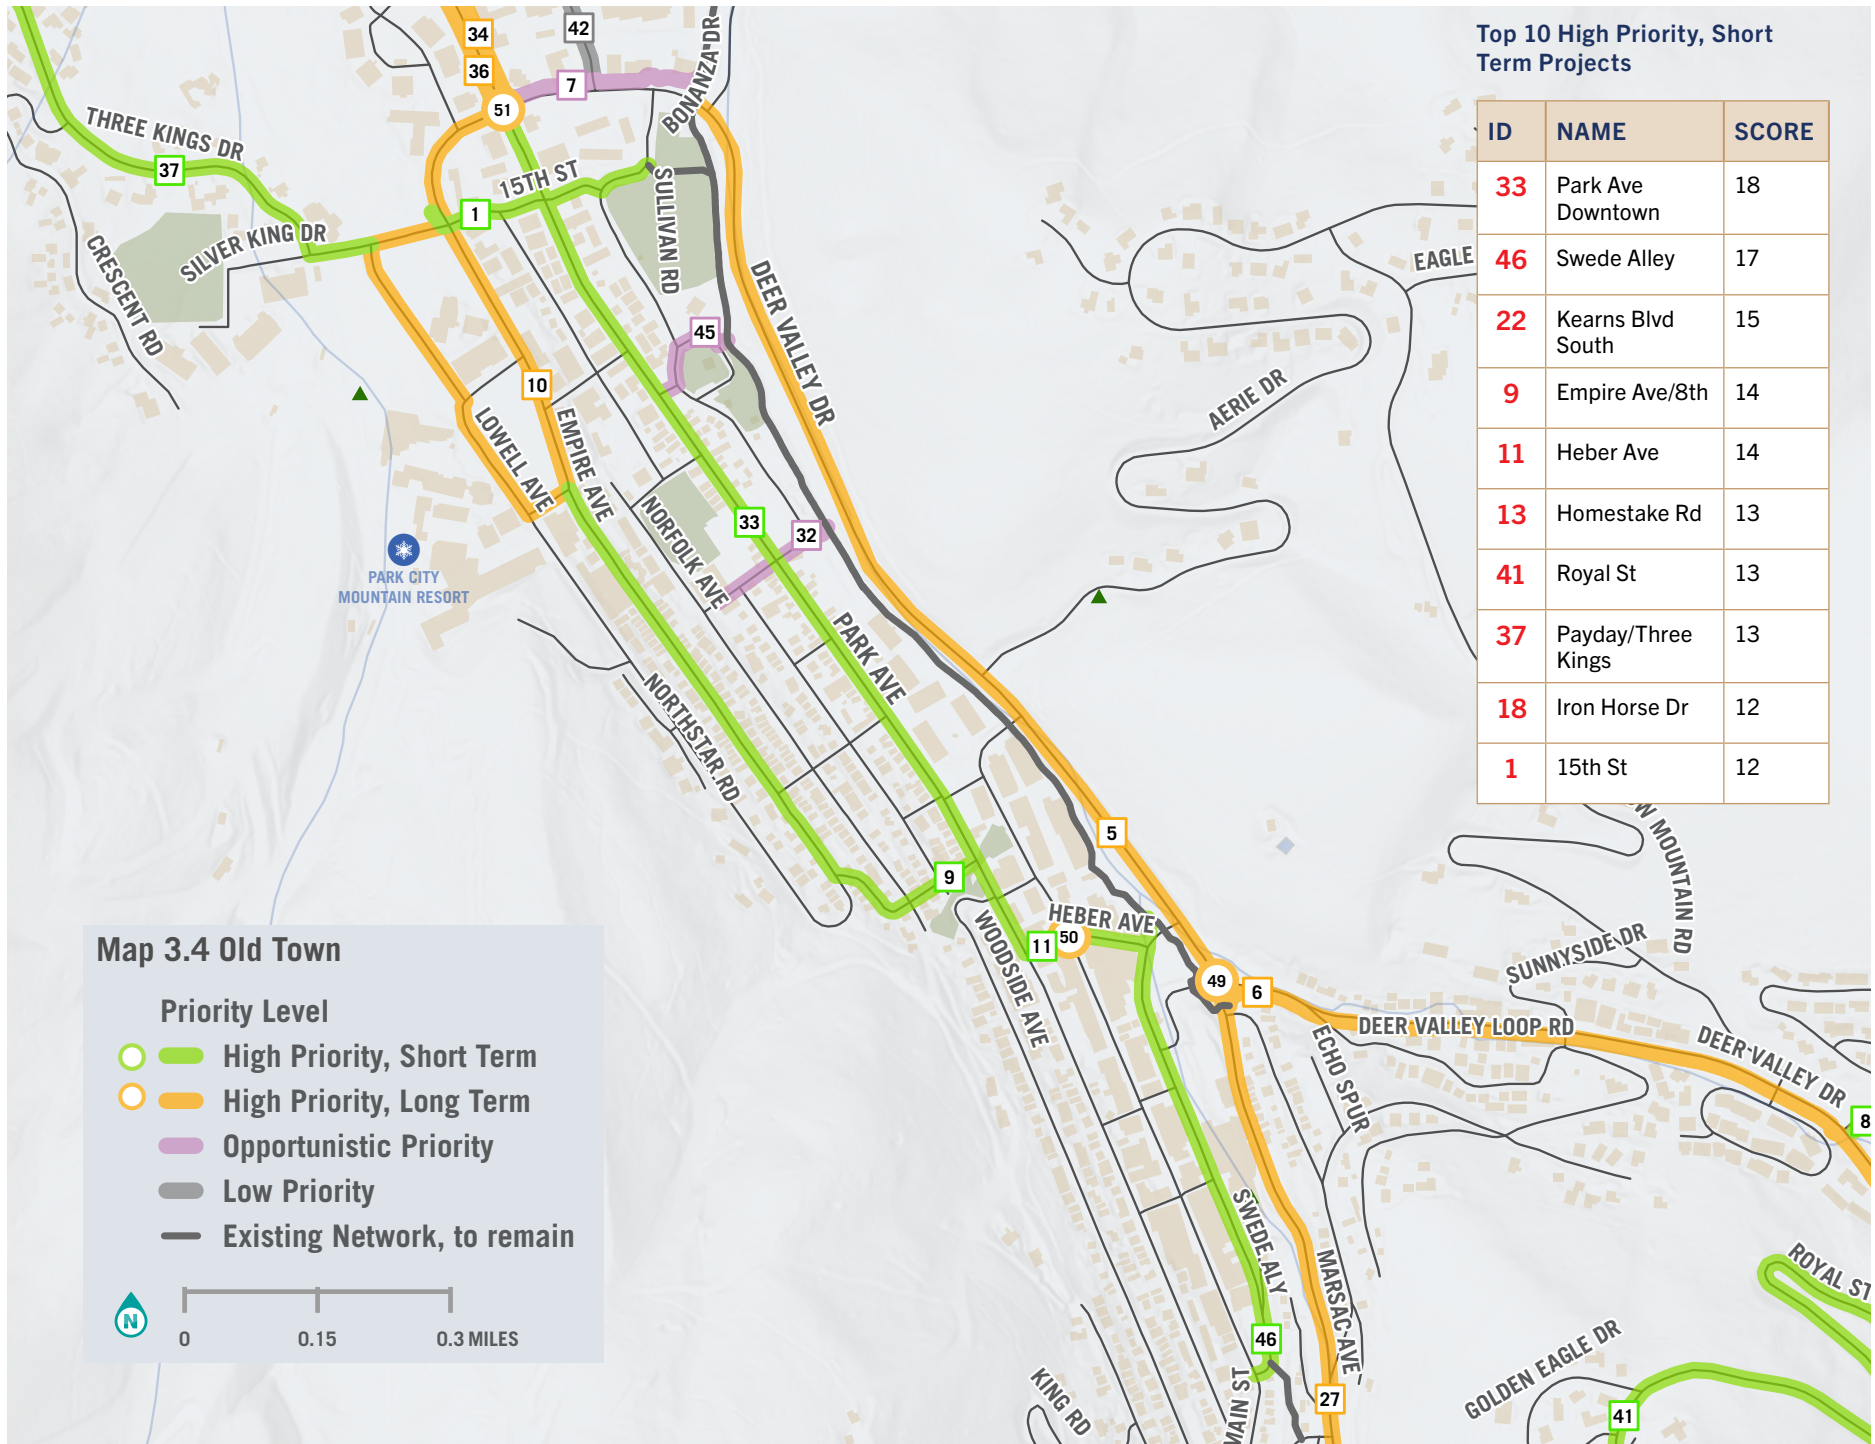 Top 10 High Priority, Short
Term Projects
ID NAME SCORE
33 Park Ave 18
Downtown
46 Swede Alley 17
22 Kearns Blvd 15
South
9 Empire Ave/8th 14
11 Heber Ave 14
13 Homestake Rd 13
41 Royal St 13
37 Payday/Three 13
Kings
18 Iron Horse Dr 12
1 15th St 12
34
42
36
7
51
BONANZA DR
THREE KINGS DR
37
15TH ST
1
SULLIVAN RD
SILVER KING DR
CRESCENT RD
EAGLE
DEER VALLEY DR
45
10
AERIE DR
LOWELL AVE
EMPIRE AVE
NORFOLK AVE
33
32
PARK CITY
MOUNTAIN RESORT
PARK AVE
NORTHSTAR RD
5
W MOUNTAIN RD
9
HEBER AVE
11
50
WOODSIDE AVE
SUNNYSIDE DR
49
6
DEER VALLEY LOOP RD
ECHO SPUR
DEER VALLEY DR
8
SWEDE ALY
MARSAC AVE
ROYAL ST
46
MAIN ST
27
KING RD
GOLDEN EAGLE DR
41
Map 3.4 Old Town
Priority Level
High Priority, Short Term
High Priority, Long Term
Opportunistic Priority
Low Priority
Existing Network, to remain
N
0 0.15 0.3 MILES